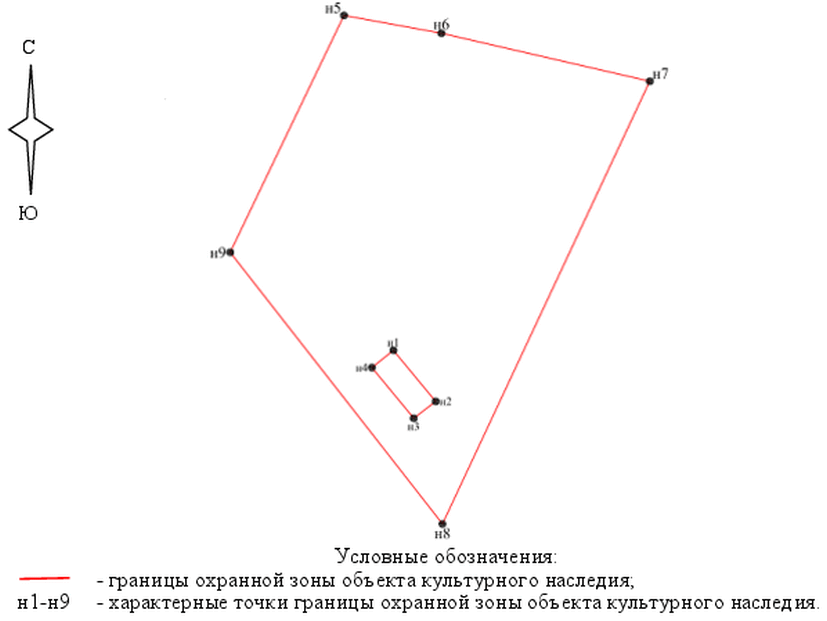 н5
н6
н7
С
Ю
н9
н1
н4
н2
н3
н8
Условные обозначения:
- границы охранной зоны объекта культурного наследия;
н1-н9 - характерные точки границы охранной зоны объекта культурного наследия.